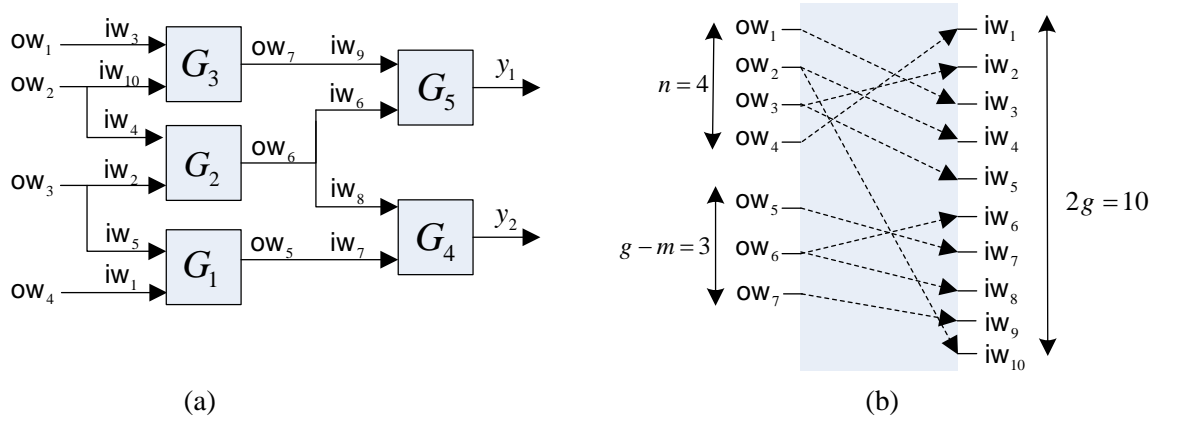 ow₁ iw₃
ow₂ iw₁₀
G₃
ow₇ iw₉
iw₆
G₅
y₁
iw₄
G₂
ow₆
ow₃ iw₂
iw₅
iw₈
G₁
ow₅ iw₇
G₄
y₂
ow₄ iw₁
(a)
n = 4
ow₁
ow₂
ow₃
ow₄
g − m = 3
ow₅
ow₆
ow₇
iw₁
iw₂
iw₃
iw₄
iw₅
iw₆
iw₇
iw₈
iw₉
iw₁₀
2g = 10
(b)